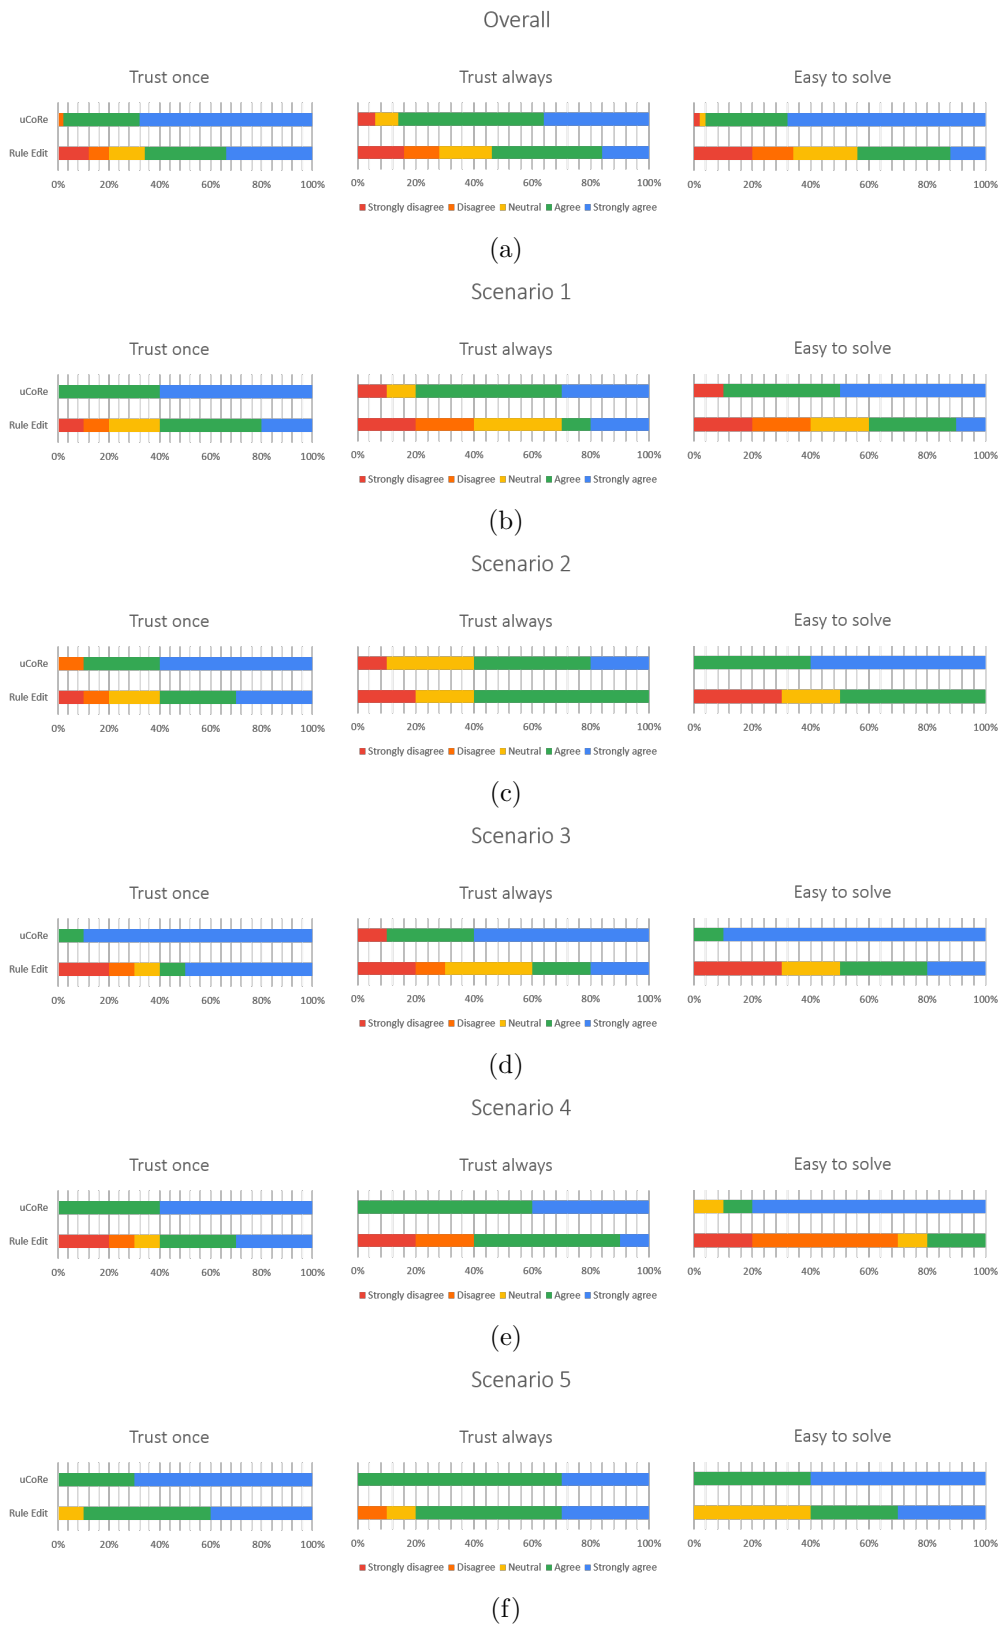 Overall
Trust once Trust always Easy to solve
uCoRe
Rule Edit
0% 20% 40% 60% 80% 100% 0% 20% 40% 60% 80% 100% 0% 20% 40% 60% 80% 100%
Strongly disagree Disagree Neutral Agree Strongly agree
(a)
Scenario 1
Trust once Trust always Easy to solve
uCoRe
Rule Edit
0% 20% 40% 60% 80% 100% 0% 20% 40% 60% 80% 100% 0% 20% 40% 60% 80% 100%
Strongly disagree Disagree Neutral Agree Strongly agree
(b)
Scenario 2
Trust once Trust always Easy to solve
uCoRe
Rule Edit
0% 20% 40% 60% 80% 100% 0% 20% 40% 60% 80% 100% 0% 20% 40% 60% 80% 100%
Strongly disagree Disagree Neutral Agree Strongly agree
(c)
Scenario 3
Trust once Trust always Easy to solve
uCoRe
Rule Edit
0% 20% 40% 60% 80% 100% 0% 20% 40% 60% 80% 100% 0% 20% 40% 60% 80% 100%
Strongly disagree Disagree Neutral Agree Strongly agree
(d)
Scenario 4
Trust once Trust always Easy to solve
uCoRe
Rule Edit
0% 20% 40% 60% 80% 100% 0% 20% 40% 60% 80% 100% 0% 20% 40% 60% 80% 100%
Strongly disagree Disagree Neutral Agree Strongly agree
(e)
Scenario 5
Trust once Trust always Easy to solve
uCoRe
Rule Edit
0% 20% 40% 60% 80% 100% 0% 20% 40% 60% 80% 100% 0% 20% 40% 60% 80% 100%
Strongly disagree Disagree Neutral Agree Strongly agree
(f)